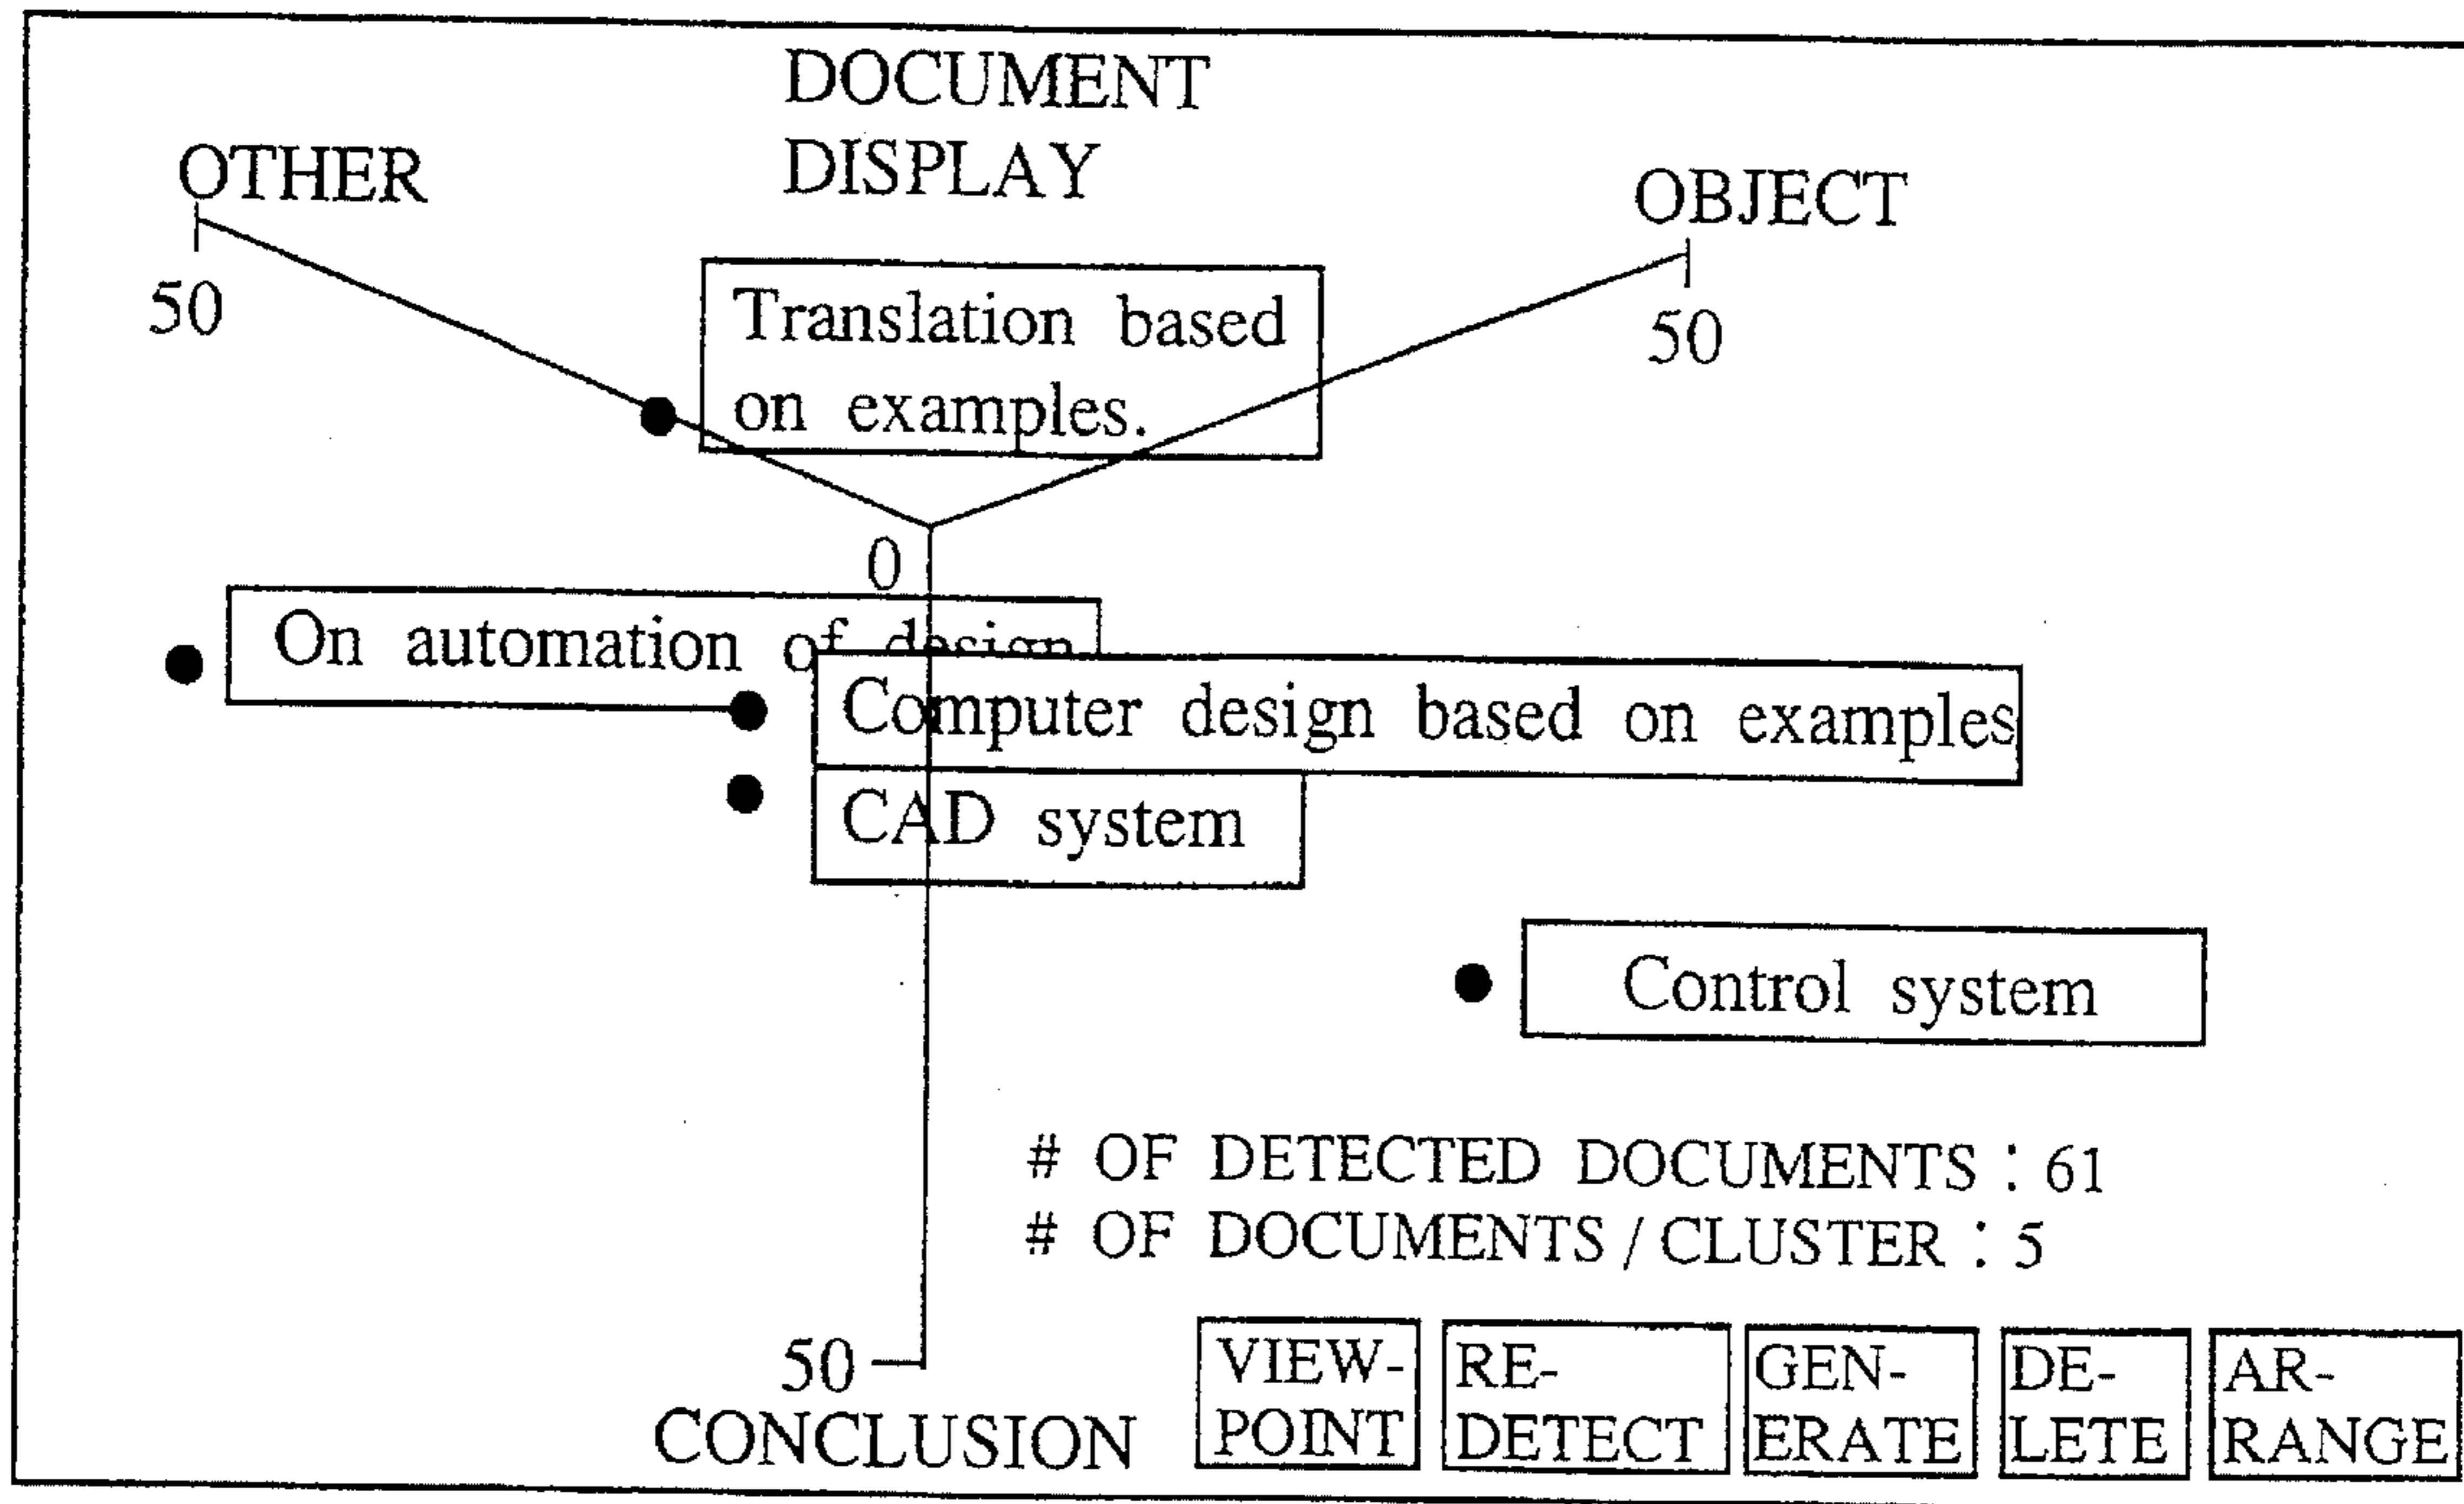 DOCUMENT
DISPLAY
OTHER
OBJECT
50
50
Translation based
on examples.
0
On automation of design
Computer design based on examples
CAD system
Control system
# OF DETECTED DOCUMENTS : 61
# OF DOCUMENTS / CLUSTER : 5
50
CONCLUSION
VIEW-
POINT
RE-
DETECT
GEN-
ERATE
DE-
LETE
AR-
RANGE